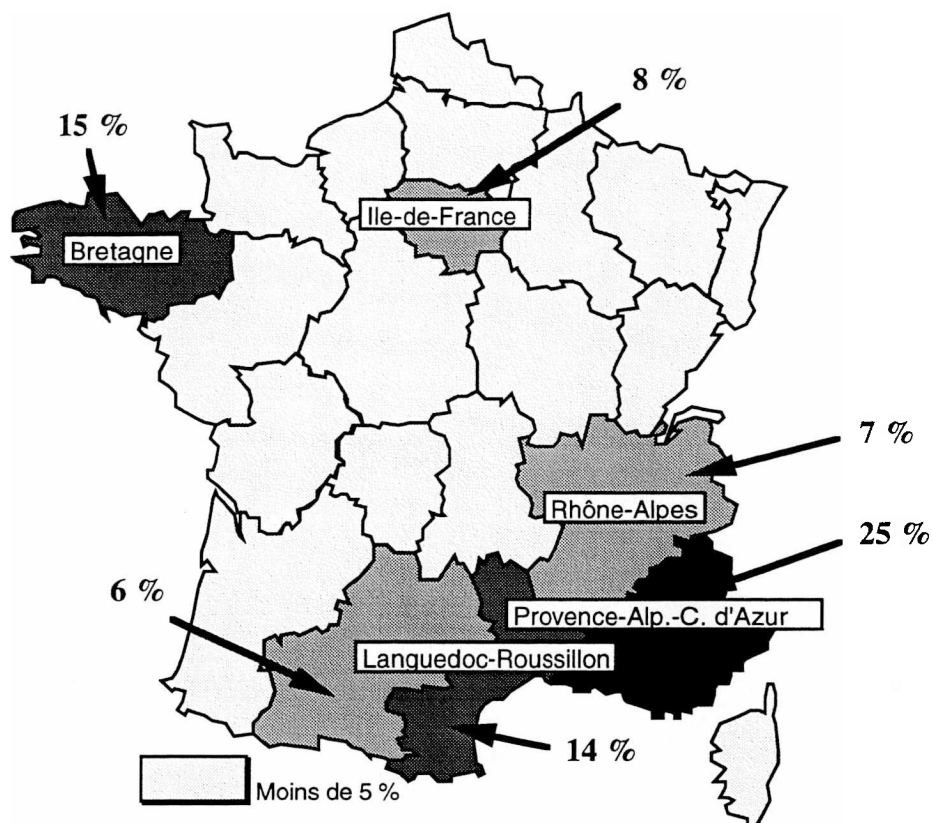 8 %
15 %
Ile-de-France
Bretagne
7 %
Rhône-Alpes
25 %
6 %
Provence-Alp.-C. d'Azur
Languedoc-Roussillon
14 %
Moins de 5 %